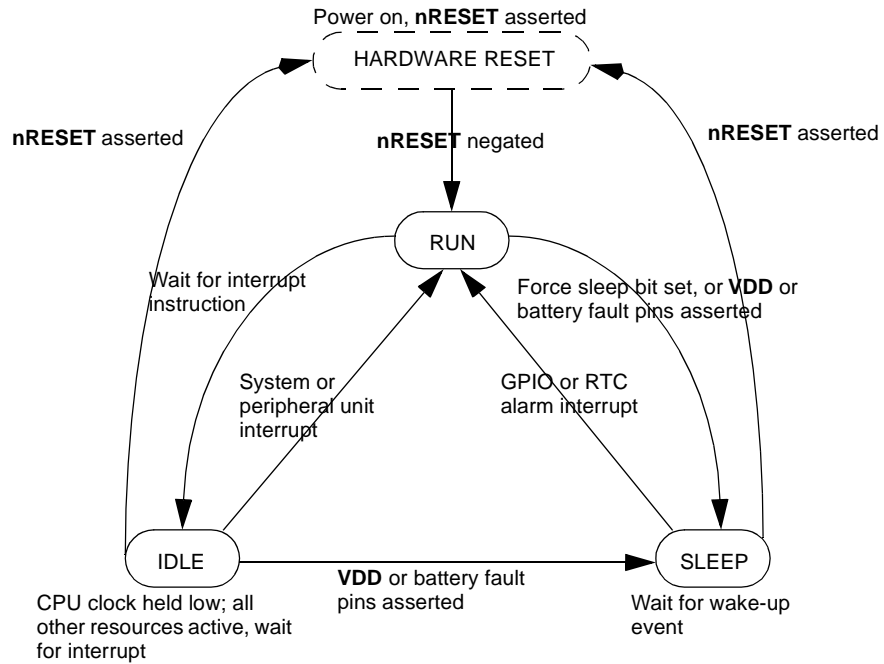 Power on, nRESET asserted
HARDWARE RESET
nRESET asserted
nRESET negated
nRESET asserted
RUN
Wait for interrupt
instruction
Force sleep bit set, or VDD or
battery fault pins asserted
System or
peripheral unit
interrupt
GPIO or RTC
alarm interrupt
IDLE
SLEEP
VDD or battery fault
pins asserted
CPU clock held low; all
other resources active, wait
for interrupt
Wait for wake-up
event